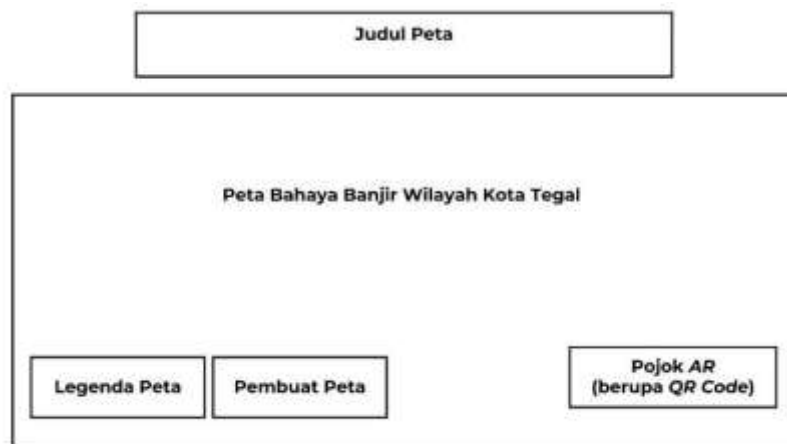 Judul Peta
Peta Bahaya Banjir Wilayah Kota Tegal
Legenda Peta
Pembuat Peta
Pojok AR
(berupa QR Code)